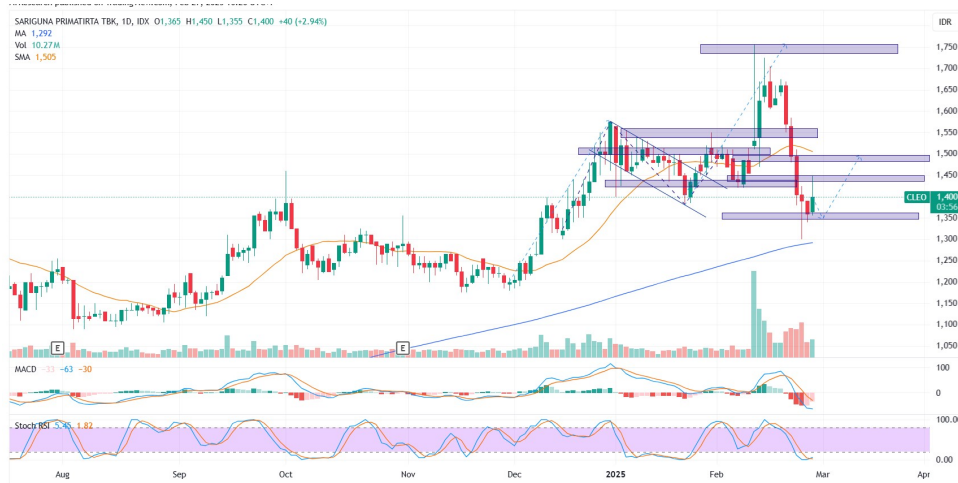 SARIGUNA PRIMATIRTA TBK, 1D, IDX O1,365 H1,450 L1,355 C1,400 +40 (+2.94%)
IDR
MA 1,292
Vol 10.27M
SMA 1,505
1,750
1,700
1,650
1,600
1,550
1,500
1,450
CLEO 1,400
03:56
1,350
1,300
1,250
1,200
1,150
1,100
1,050
E E
MACD -33 -63 -30
100
0
Stoch RSI 5.45 1.82
100.0
0.00
Aug Sep Oct Nov Dec 2025 Feb Mar Apr